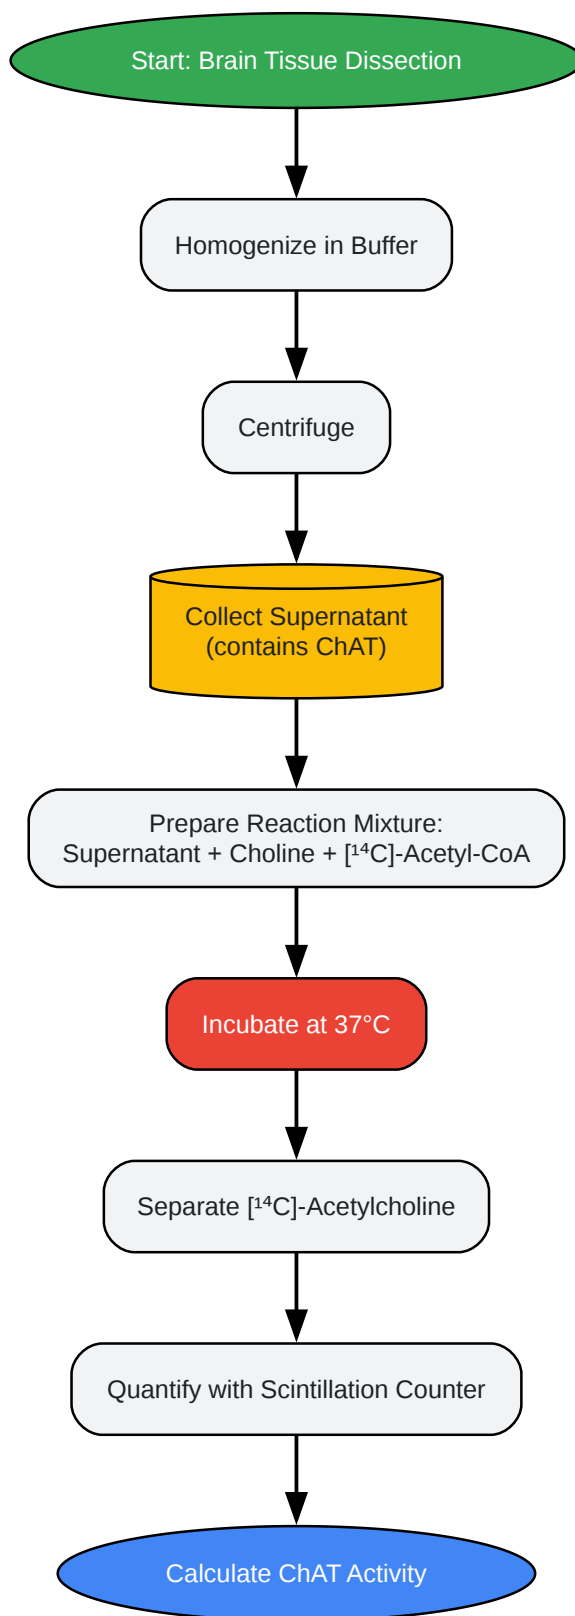 Start: Brain Tissue Dissection
Homogenize in Buffer
Centrifuge
Collect Supernatant
(contains ChAT)
Prepare Reaction Mixture:
Supernatant + Choline + [¹⁴C]-Acetyl-CoA
Incubate at 37°C
Separate [¹⁴C]-Acetylcholine
Quantify with Scintillation Counter
Calculate ChAT Activity